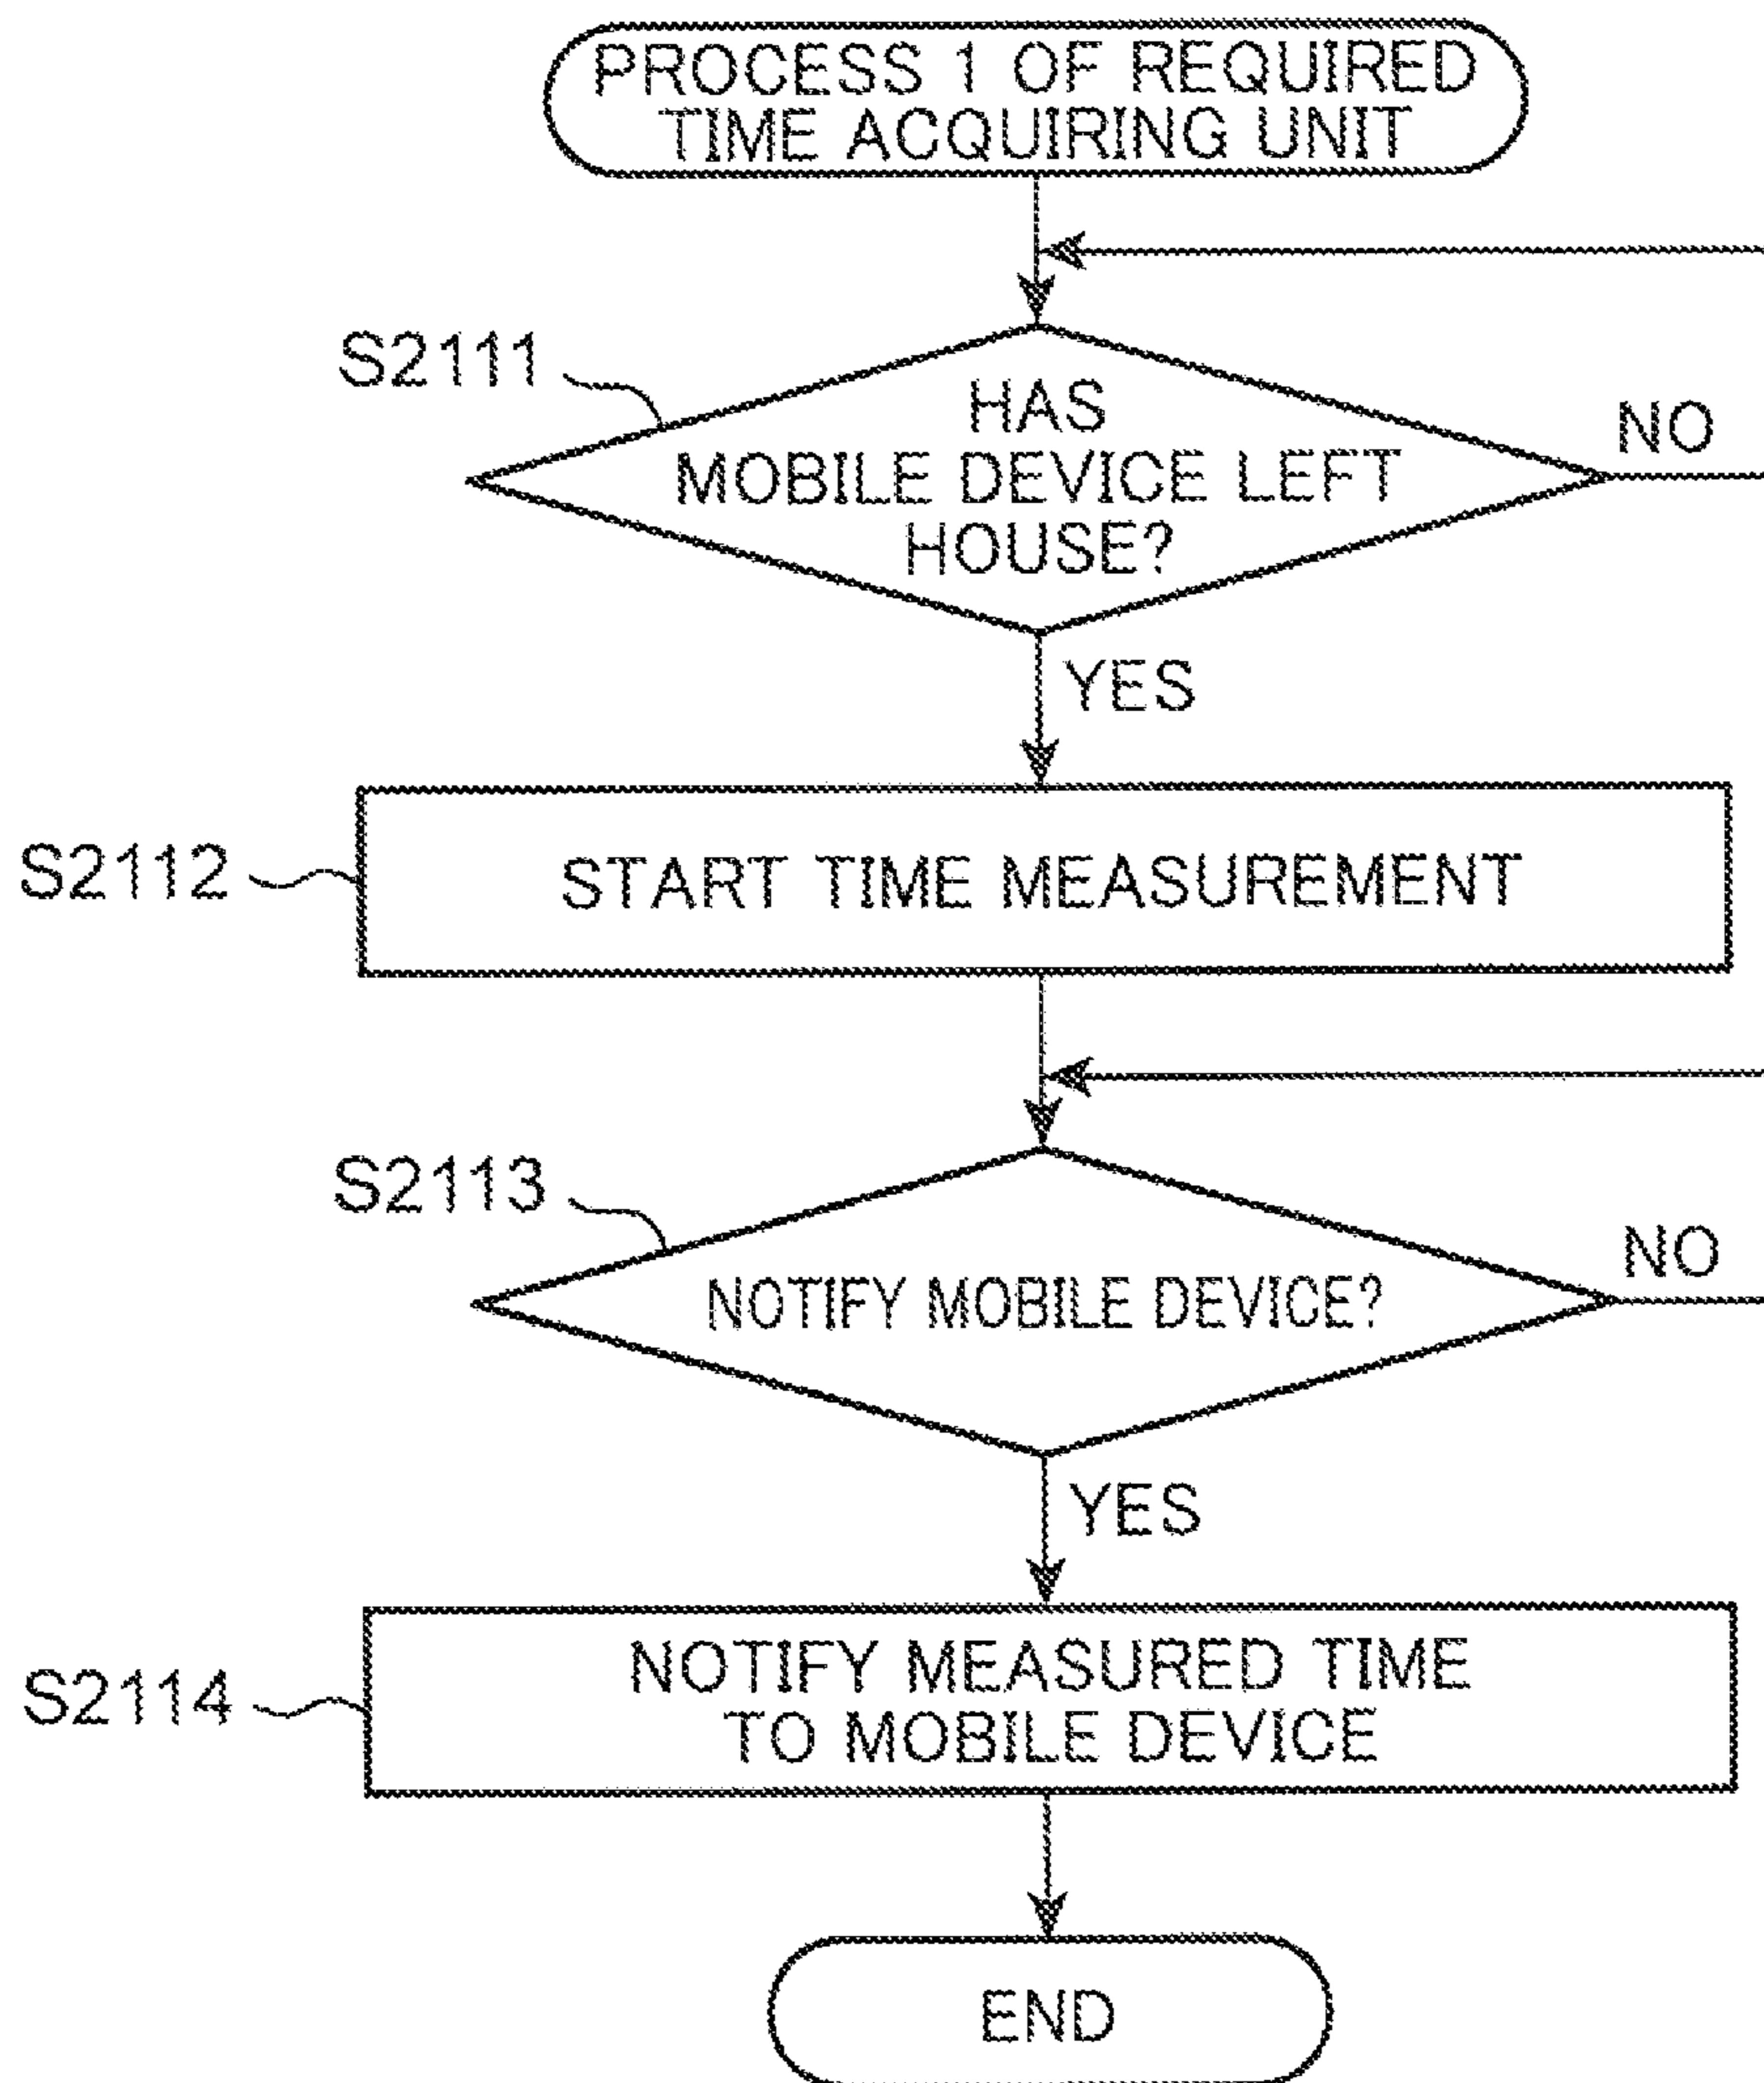 PROCESS 1 OF REQUIRED
TIME ACQUIRING UNIT
S2111
HAS
MOBILE DEVICE LEFT
HOUSE?
NO
YES
S2112
START TIME MEASUREMENT
S2113
NOTIFY MOBILE DEVICE?
NO
YES
S2114
NOTIFY MEASURED TIME
TO MOBILE DEVICE
END